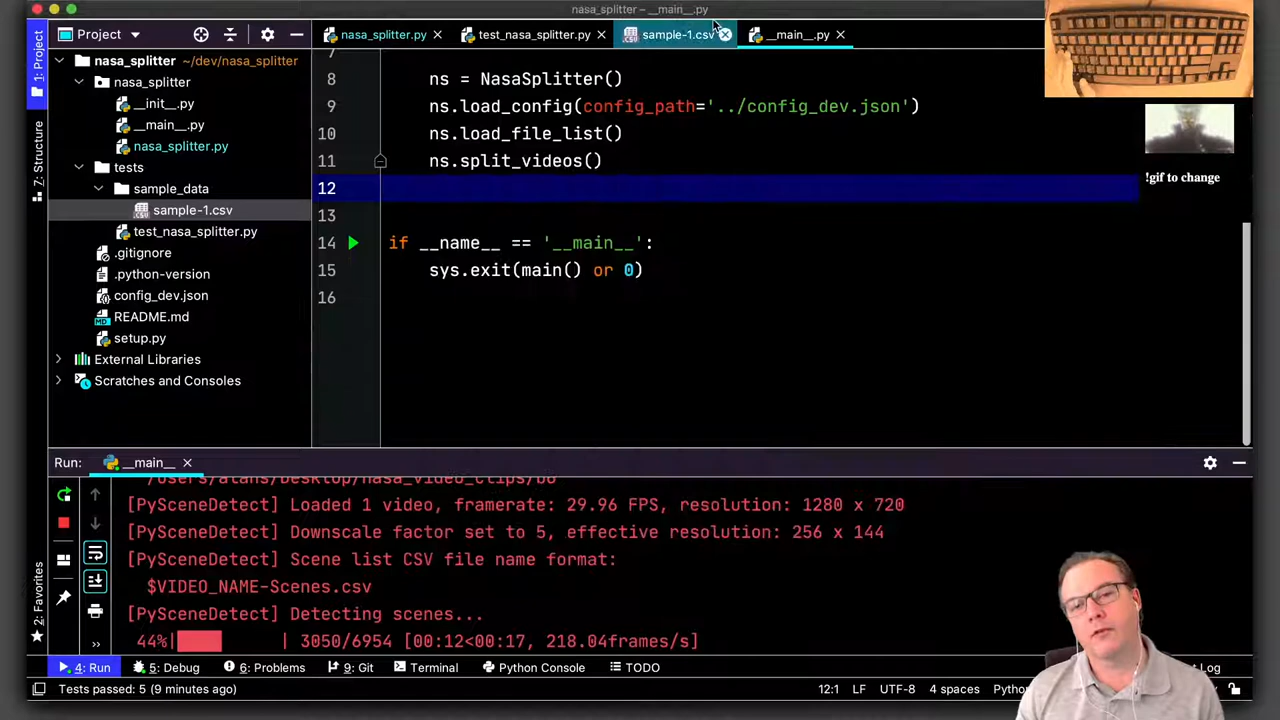 nasa_splitter – __main__.py
1: Project
Project
nasa_splitter.py
test_nasa_splitter.py
sample-1.csv
__main__.py
nasa_splitter ~/dev/nasa_splitter
nasa_splitter
__init__.py
__main__.py
nasa_splitter.py
tests
sample_data
sample-1.csv
test_nasa_splitter.py
.gitignore
.python-version
config_dev.json
README.md
setup.py
External Libraries
Scratches and Consoles
7: Structure
2: Favorites
8 ns = NasaSplitter()
9 ns.load_config(config_path='../config_dev.json')
10 ns.load_file_list()
11 ns.split_videos()
12
13
14 if __name__ == '__main__':
15 sys.exit(main() or 0)
16
!gif to change
Run: __main__
[PySceneDetect] Loaded 1 video, framerate: 29.96 FPS, resolution: 1280 x 720
[PySceneDetect] Downscale factor set to 5, effective resolution: 256 x 144
[PySceneDetect] Scene list CSV file name format:
$VIDEO_NAME-Scenes.csv
[PySceneDetect] Detecting scenes...
44%| | 3050/6954 [00:12<00:17, 218.04frames/s]
4: Run 5: Debug 6: Problems 9: Git Terminal Python Console TODO Log
Tests passed: 5 (9 minutes ago) 12:1 LF UTF-8 4 spaces